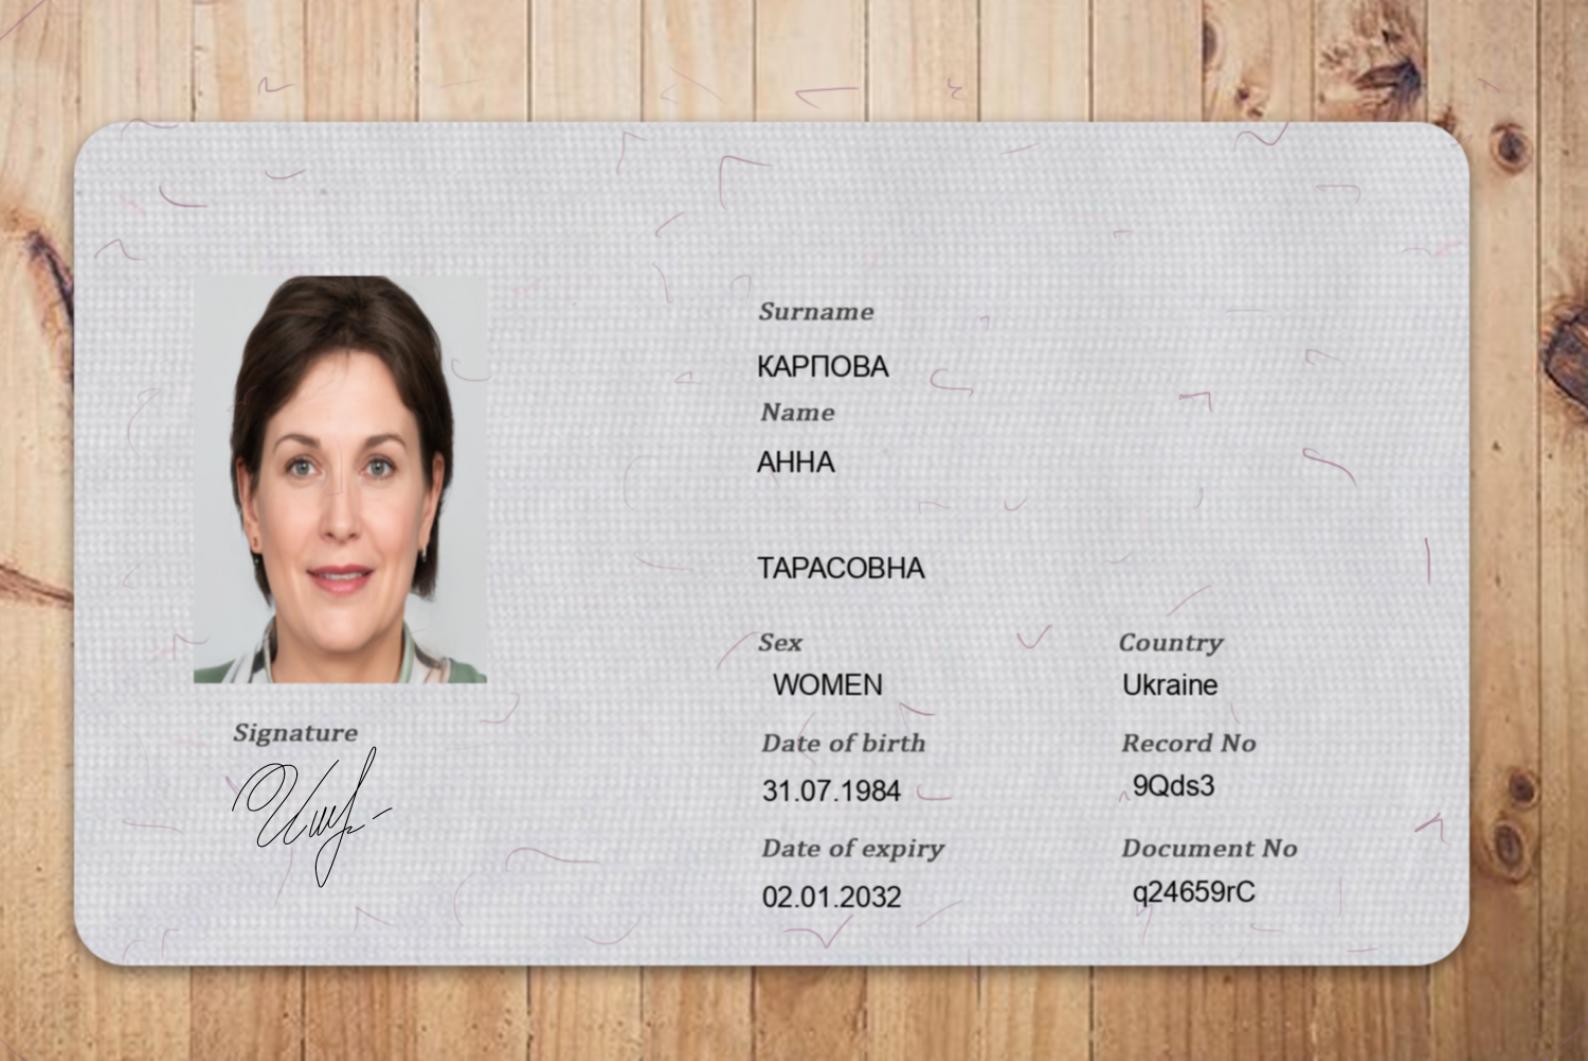 Surname
КАРПОВА
Name
АННА
ТАРАСОВНА
Sex
Country
WOMEN
Ukraine
Date of birth
Record No
31.07.1984
9Qds3
Date of expiry
Document No
02.01.2032
q24659rC
Signature